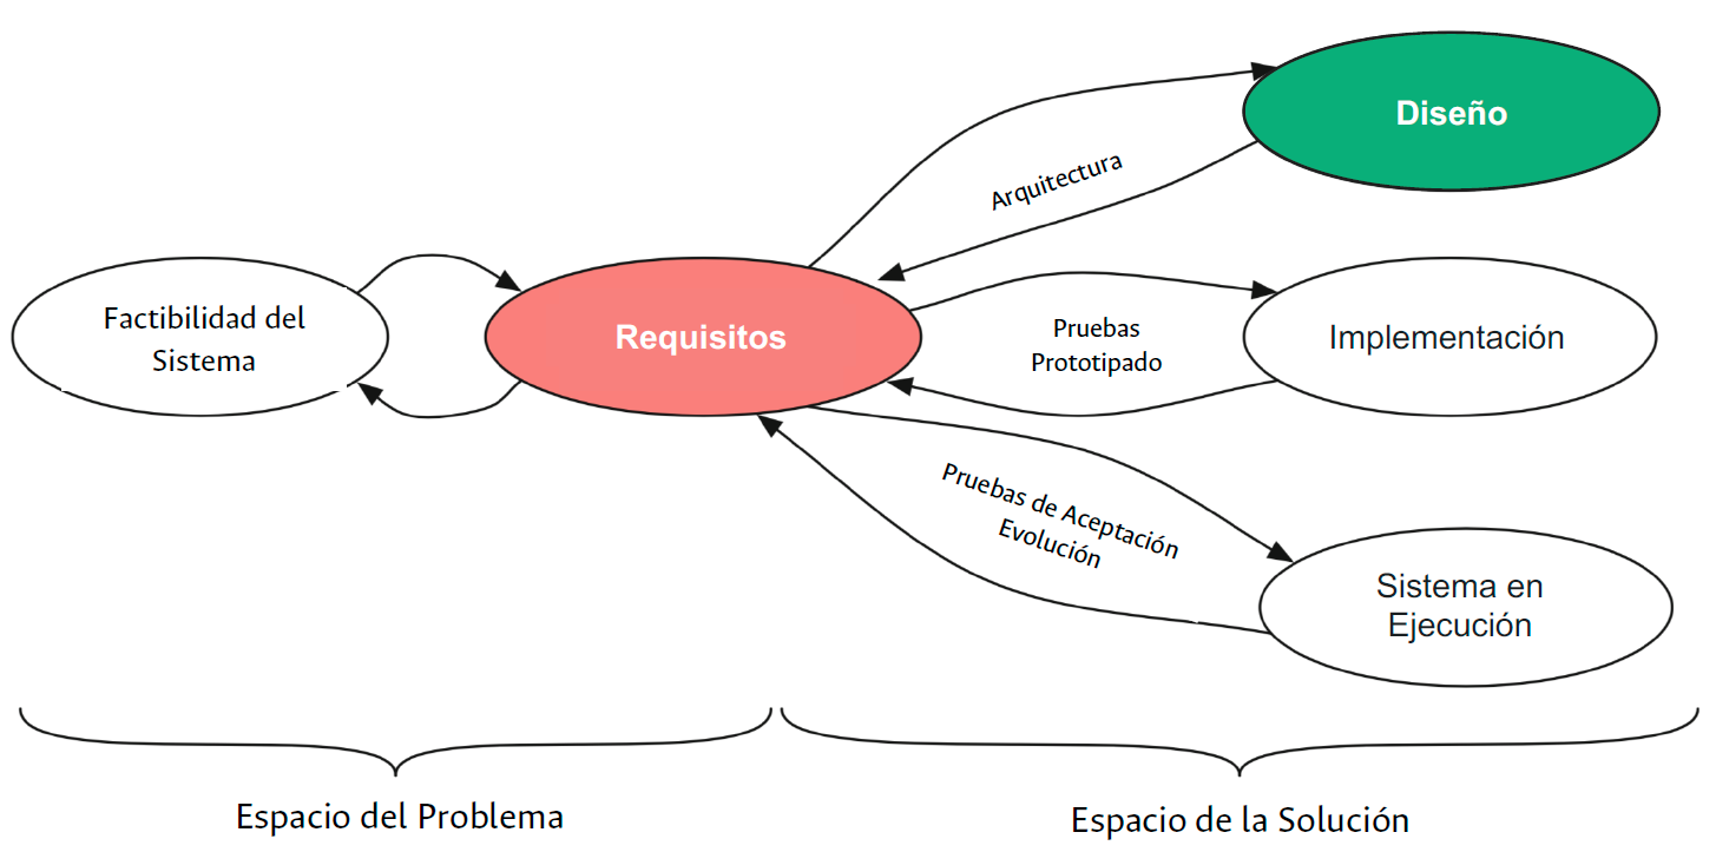 Diseño
Arquitectura
Factibilidad del
Sistema
Requisitos
Pruebas
Prototipado
Implementación
Pruebas de Aceptación
Evolución
Sistema en
Ejecución
Espacio del Problema
Espacio de la Solución